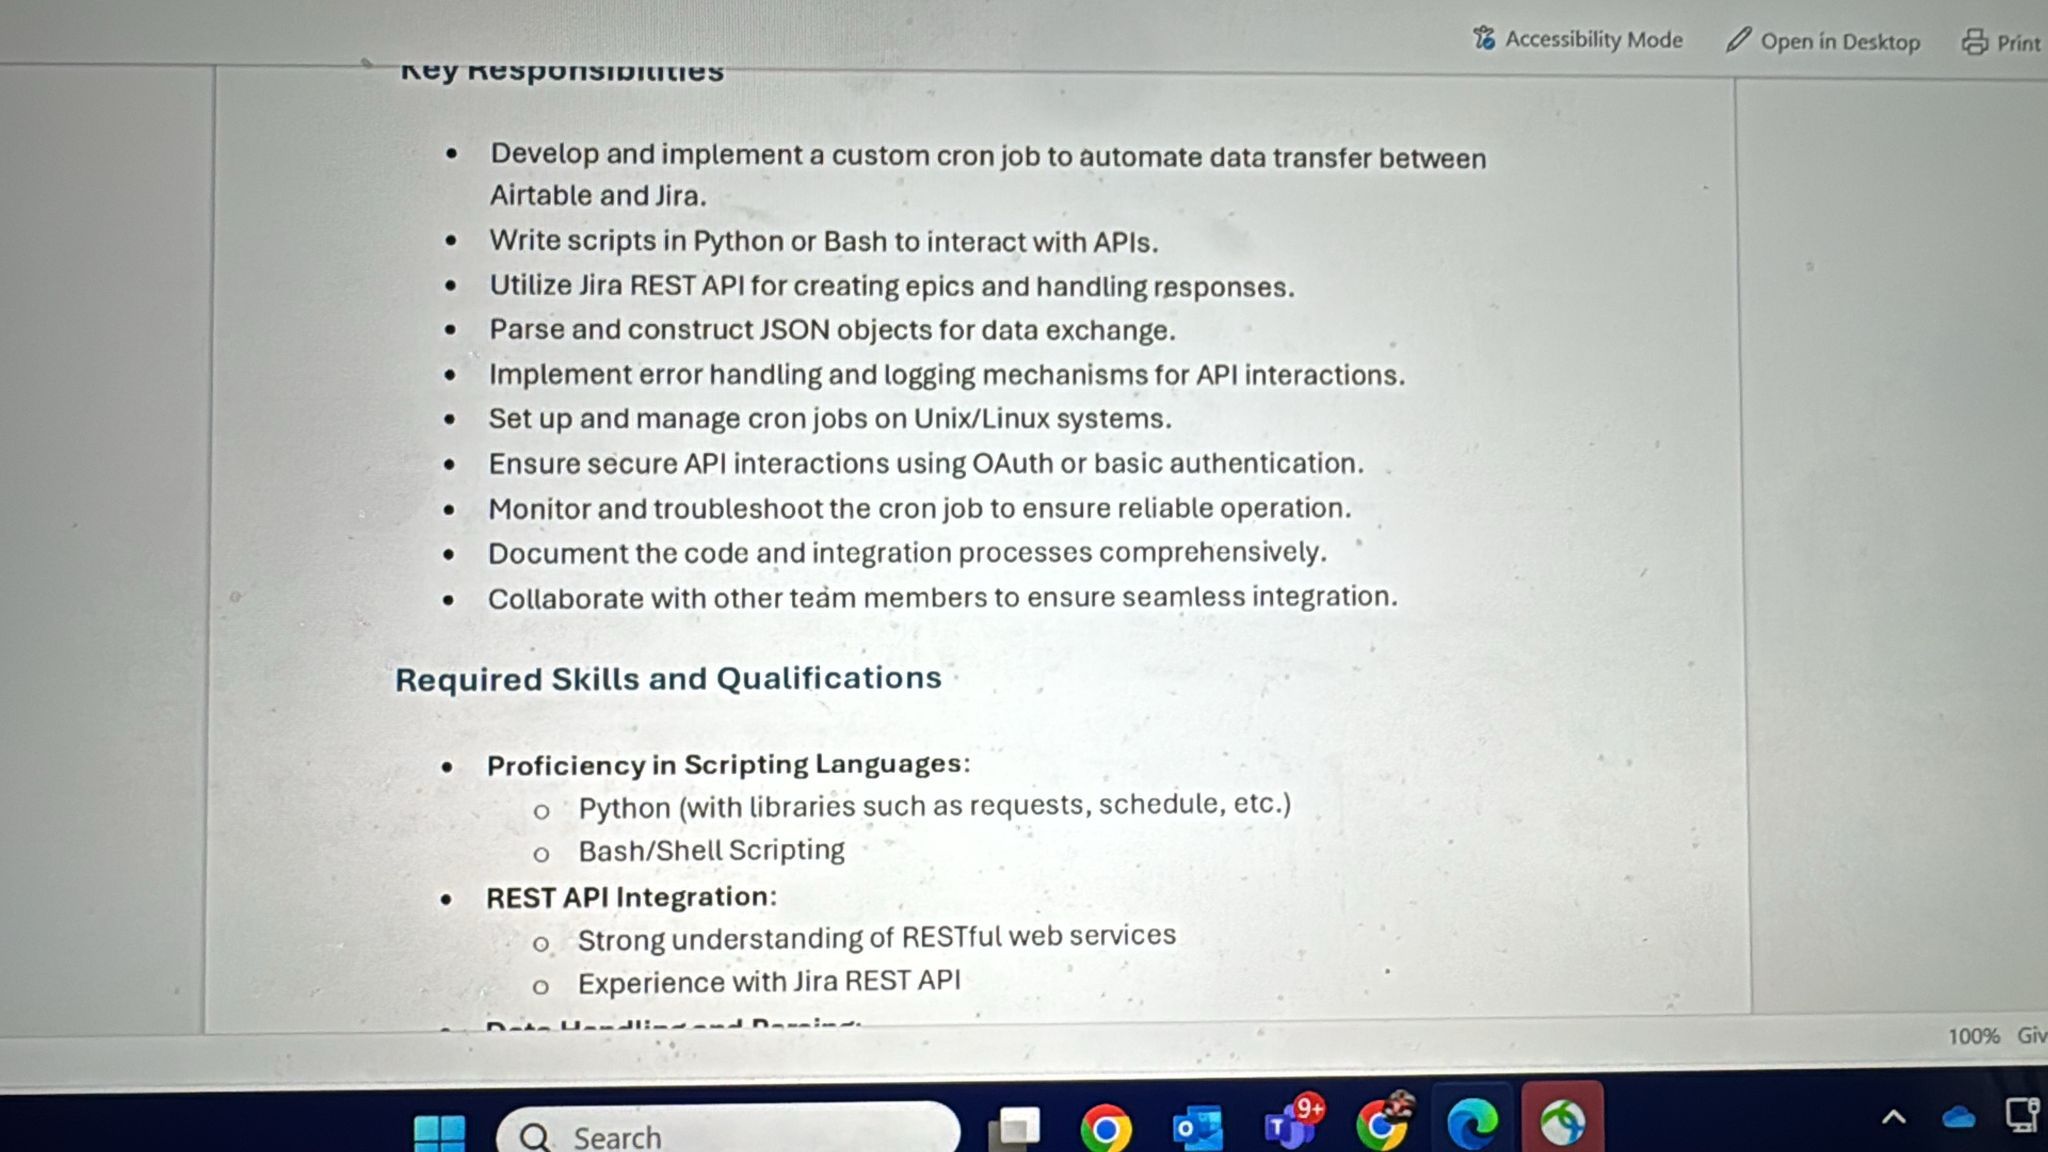 Accessibility Mode Open in Desktop Print
Key Responsibilities
• Develop and implement a custom cron job to automate data transfer between
Airtable and Jira.
• Write scripts in Python or Bash to interact with APIs.
• Utilize Jira REST API for creating epics and handling responses.
• Parse and construct JSON objects for data exchange.
• Implement error handling and logging mechanisms for API interactions.
• Set up and manage cron jobs on Unix/Linux systems.
• Ensure secure API interactions using OAuth or basic authentication.
• Monitor and troubleshoot the cron job to ensure reliable operation.
• Document the code and integration processes comprehensively.
• Collaborate with other team members to ensure seamless integration.
Required Skills and Qualifications
• Proficiency in Scripting Languages:
o Python (with libraries such as requests, schedule, etc.)
o Bash/Shell Scripting
• REST API Integration:
o Strong understanding of RESTful web services
o Experience with Jira REST API
• Data Handling and Parsing:
100% Giv
Search
9+